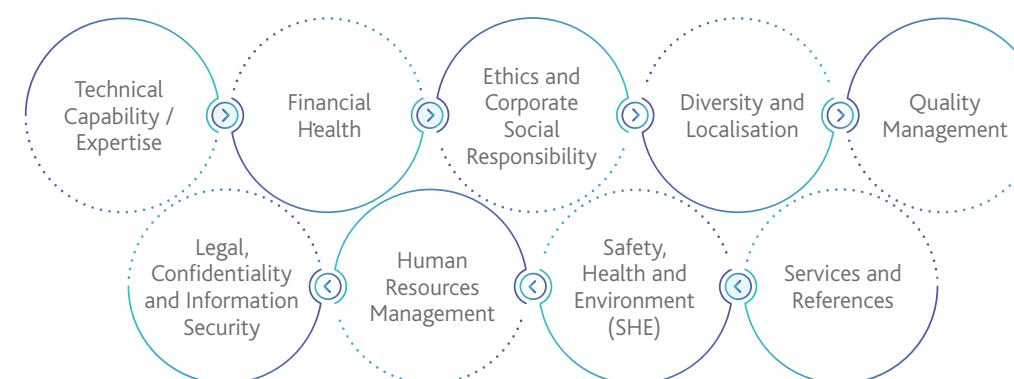 Technical
Capability /
Expertise
Financial
Health
Ethics and
Corporate
Social
Responsibility
Diversity and
Localisation
Quality
Management
Legal,
Confidentiality
and Information
Security
Human
Resources
Management
Safety,
Health and
Environment
(SHE)
Services and
References